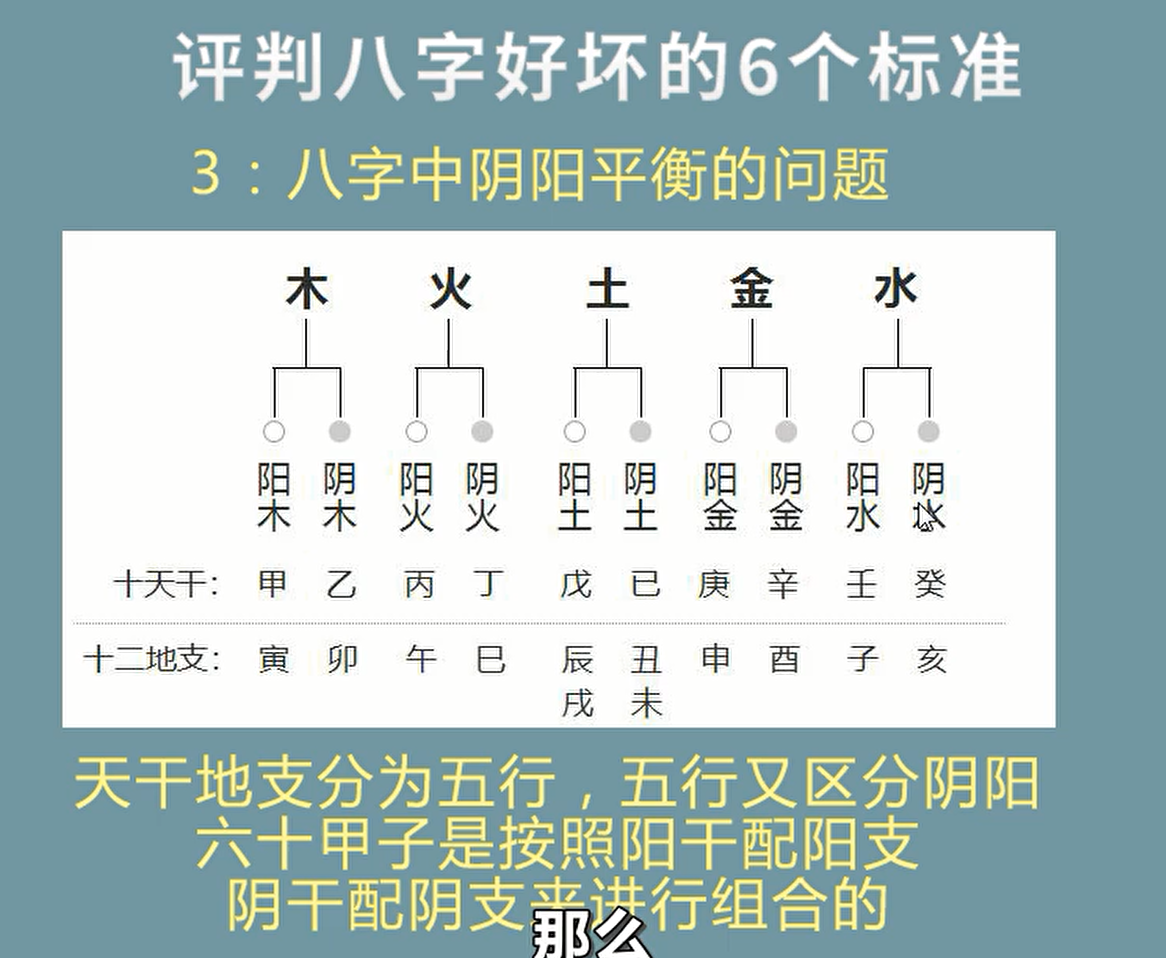 评判八字好坏的6个标准
3：八字中阴阳平衡的问题
木 火 土 金 水
阳木 阴木 阳火 阴火 阳土 阴土 阳金 阴金 阳水 阴水
十天干： 甲 乙 丙 丁 戊 已 庚 辛 壬 癸
十二地支： 寅 卯 午 巳 辰 丑 申 酉 子 亥
戌 未
天干地支分为五行，五行又区分阴阳
六十甲子是按照阳干配阳支
阴干配阴支来进行组合的
那么